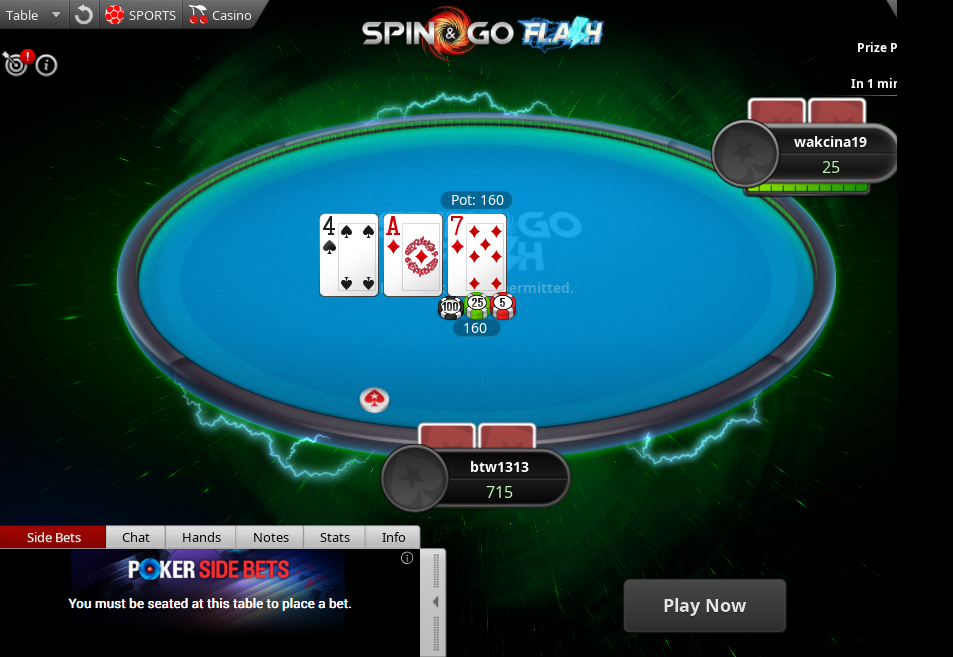 Table
SPORTS
Casino
SPIN & GO FLASH
Prize P
In 1 min
!
i
wakcina19
25
Pot: 160
4
A
7
ermitted.
100
25
5
160
btw1313
715
Side Bets
Chat
Hands
Notes
Stats
Info
POKER SIDE BETS
i
You must be seated at this table to place a bet.
Play Now